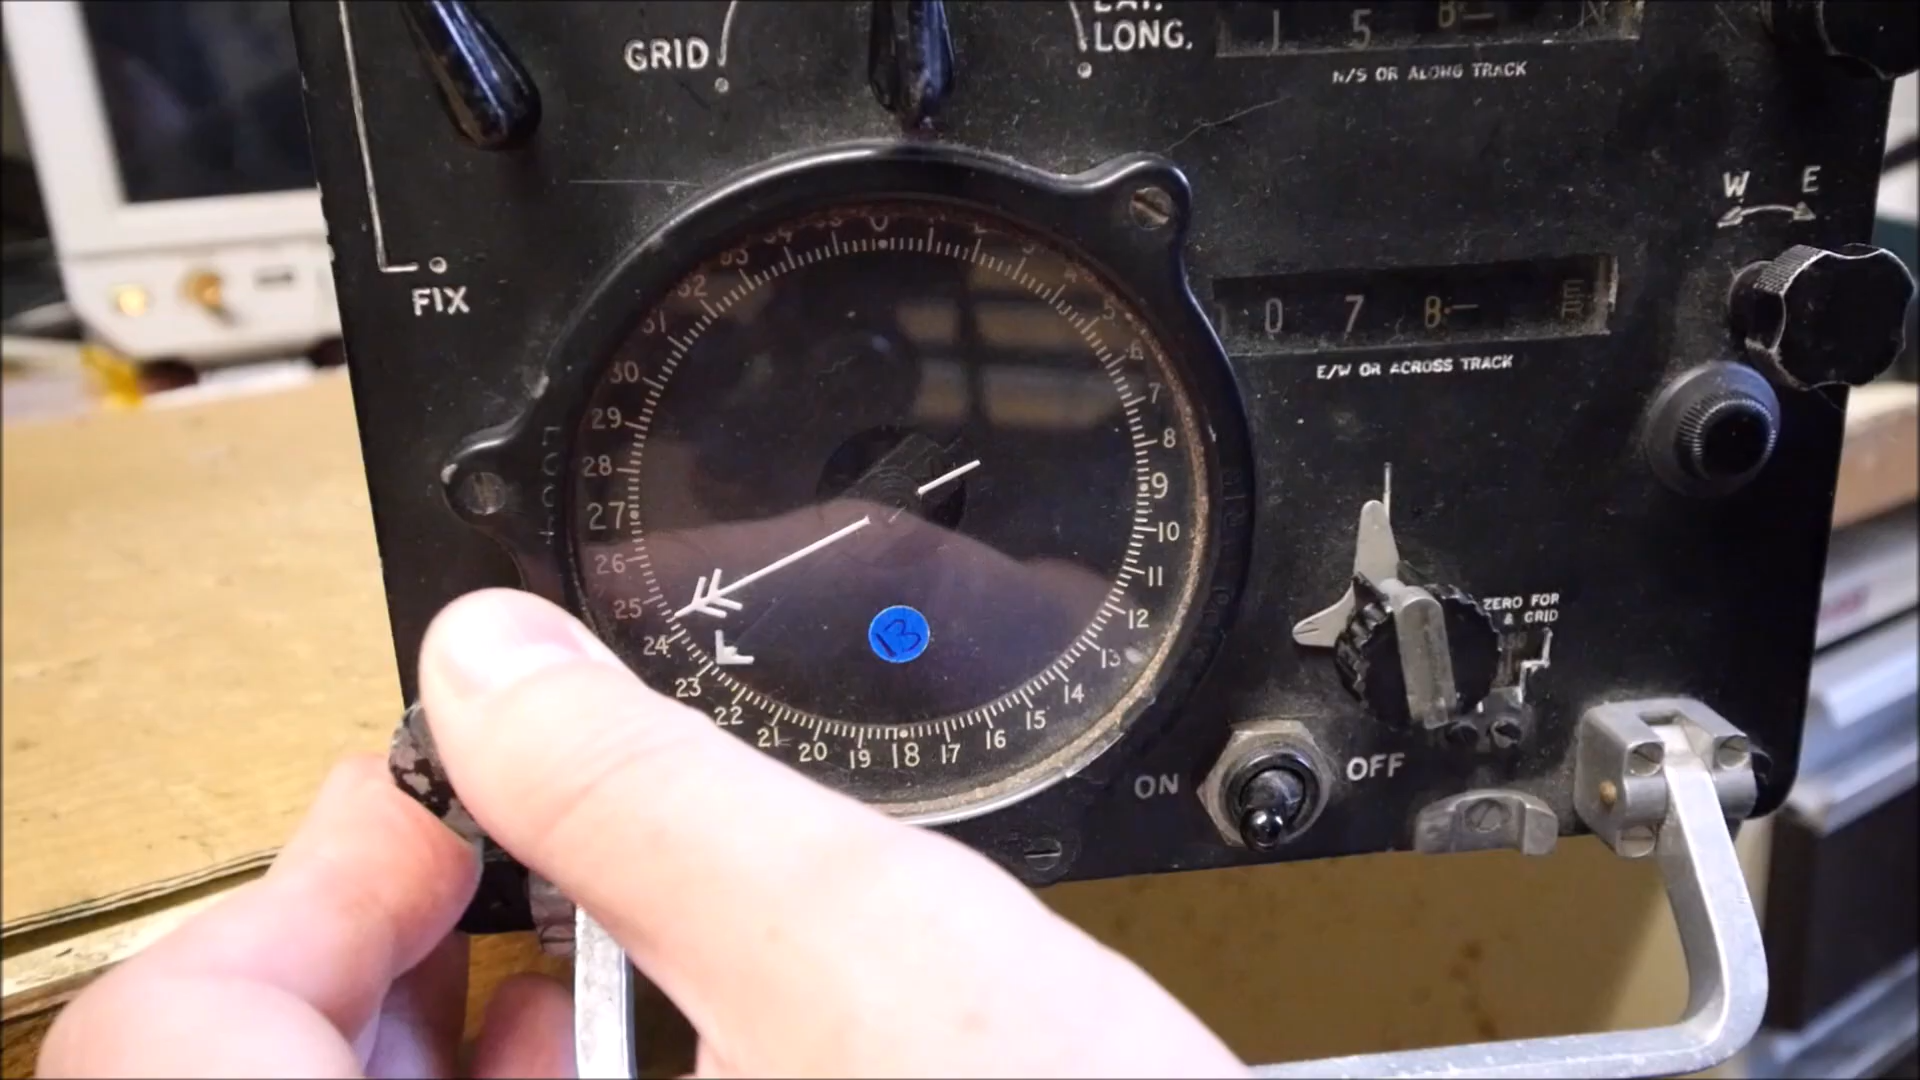 GRID
LONG.
1 5 8
N/S OR ALONG TRACK
W E
FIX
0 7 8
E/W OR ACROSS TRACK
0
32
31
30
29
28
27
26
25
24
23
22
21
20
19
18
17
16
15
14
13
12
11
10
9
8
7
6
5
13
ZERO FOR
& GRID
ON OFF